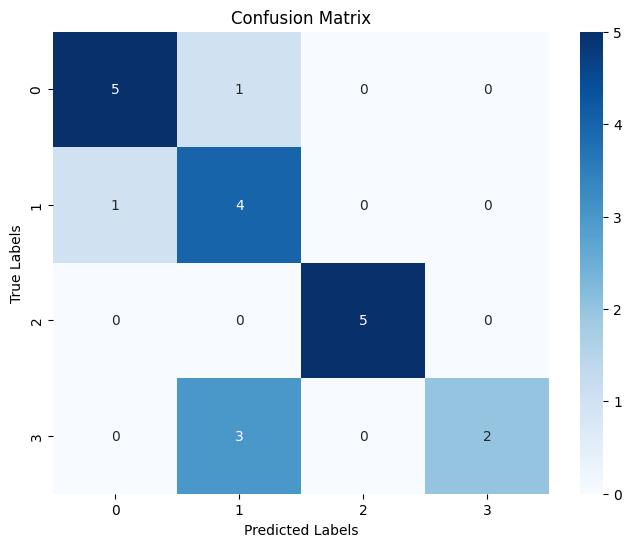 Confusion Matrix
True Labels
0
5 1 0 0
1
1 4 0 0
2
0 0 5 0
3
0 3 0 2
0 1 2 3
Predicted Labels
5
4
3
2
1
0